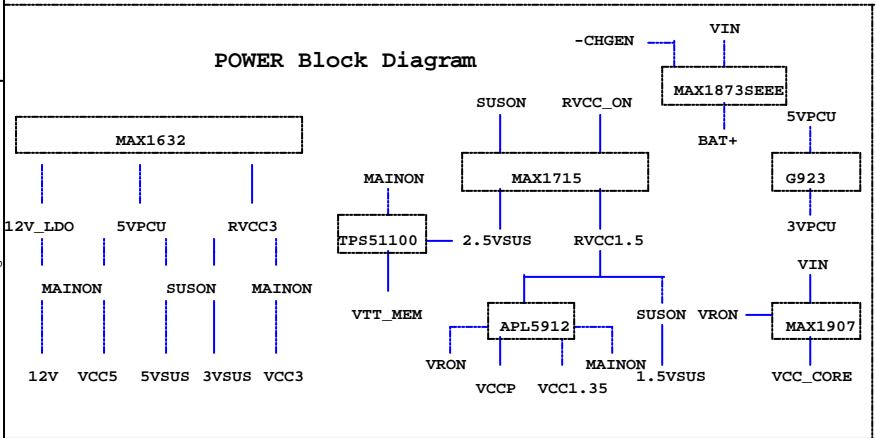 -CHGEN VIN
POWER Block Diagram
MAX1873SEEE
SUSON RVCC_ON 5VPCU
MAX1632 BAT+
MAINON MAX1715 G923
12V_LDO 5VPCU RVCC3 3VPCU
TPS51100 2.5VSUS RVCC1.5
VIN
MAINON SUSON MAINON
VTT_MEM SUSON VRON
APL5912 MAX1907
VRON MAINON
12V VCC5 5VSUS 3VSUS VCC3 1.5VSUS VCC_CORE
VCCP VCC1.35